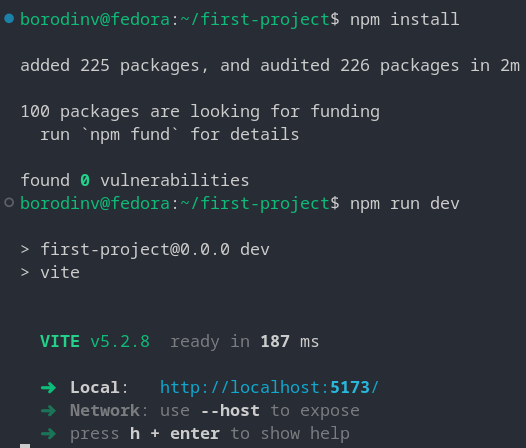 borodinv@fedora:~/first-project$ npm install
added 225 packages, and audited 226 packages in 2m
100 packages are looking for funding
run `npm fund` for details
found 0 vulnerabilities
borodinv@fedora:~/first-project$ npm run dev
> first-project@0.0.0 dev
> vite
VITE v5.2.8 ready in 187 ms
➜ Local: http://localhost:5173/
➜ Network: use --host to expose
➜ press h + enter to show help